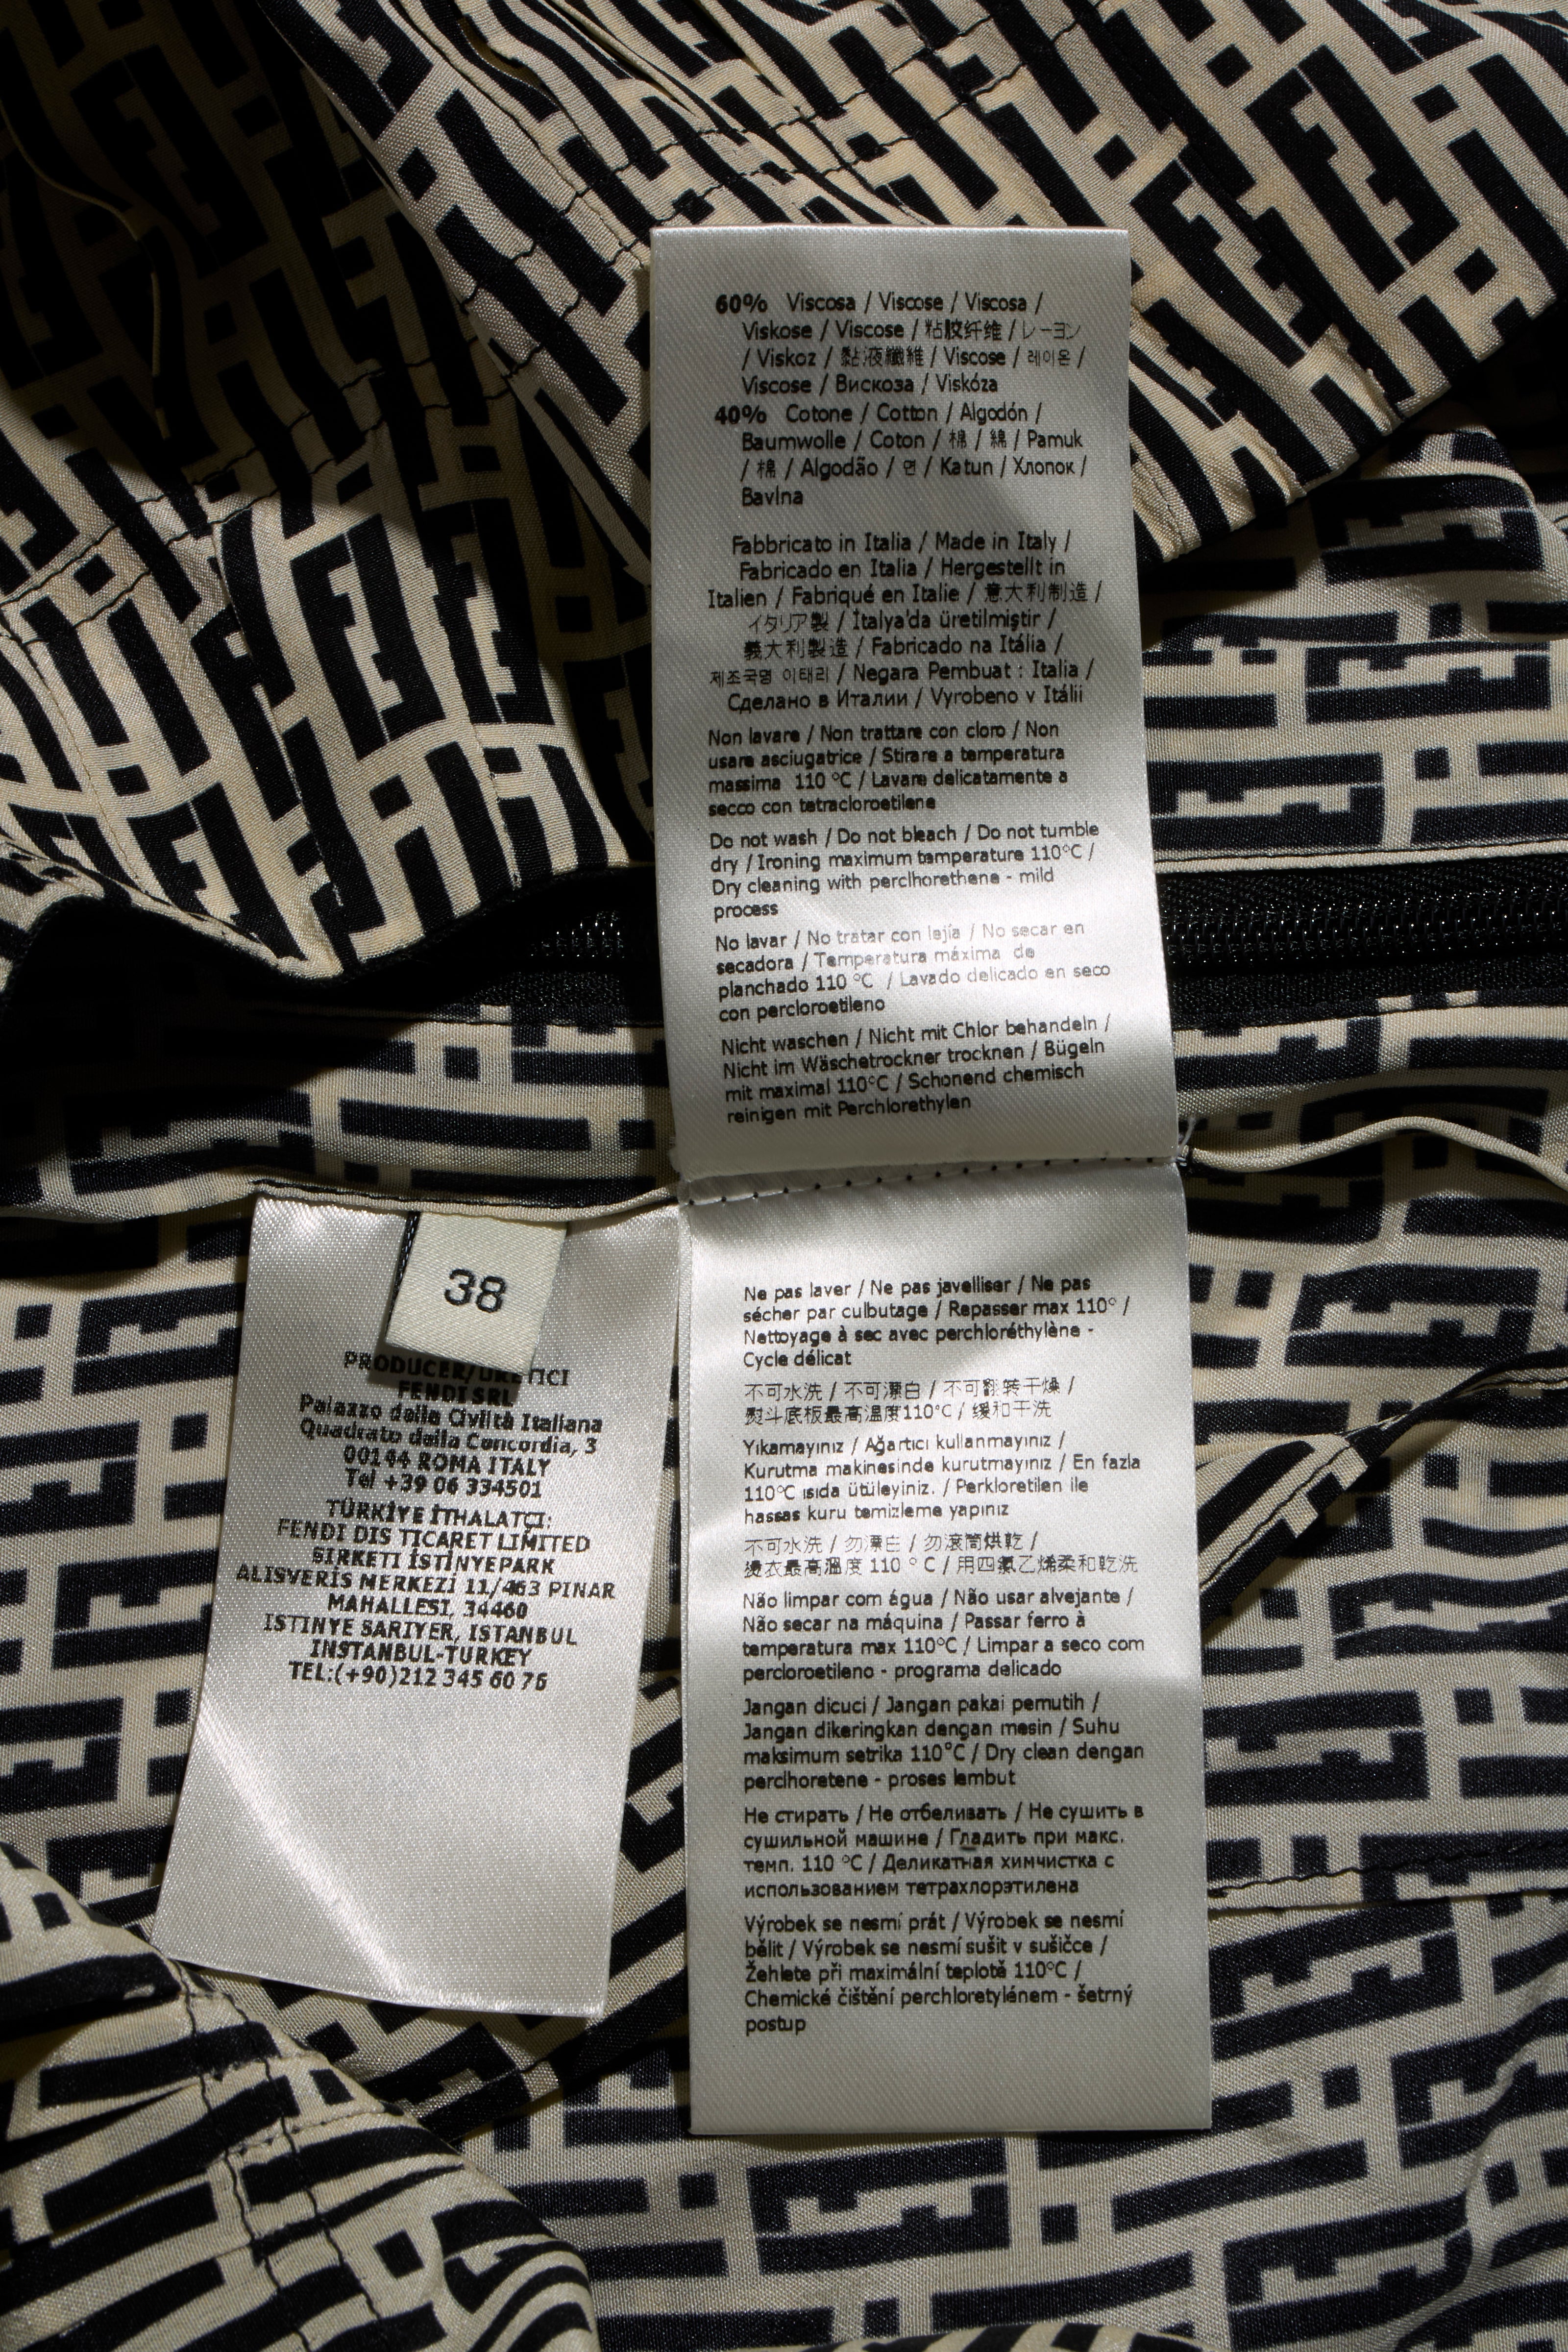 60% Viscosa / Viscose / Viscosa /
Viskose / Viscose / 粘胶纤维 / レーヨン
/ Viskoz / 黏液纖維 / Viscose / 레이온 /
Viscose / Вискоза / Viskóza
40% Cotone / Cotton / Algodón /
Baumwolle / Coton / 棉 / 綿 / Pamuk
/ 棉 / Algodão / 면 / Katun / Хлопок /
Bavlna
Fabbricato in Italia / Made in Italy /
Fabricado en Italia / Hergestellt in
Italien / Fabriqué en Italie / 意大利制造 /
イタリア製 / Italya'da üretilmiştir /
義大利製造 / Fabricado na Itália /
제조국명 이태리 / Negara Pembuat : Italia /
Сделано в Италии / Vyrobeno v Itálii
Non lavare / Non trattare con cloro / Non
usare asciugatrice / Stirare a temperatura
massima 110 °C / Lavare delicatamente a
secco con tetracloroetilene
Do not wash / Do not bleach / Do not tumble
dry / Ironing maximum temperature 110°C /
Dry cleaning with perclhorethene - mild
process
No lavar / No tratar con lejía / No secar en
secadora / Temperatura máxima de
planchado 110 °C / Lavado delicado en seco
con percloroetileno
Nicht waschen / Nicht mit Chlor behandeln /
Nicht im Wäschetrockner trocknen / Bügeln
mit maximal 110°C / Schonend chemisch
reinigen mit Perchlorethylen
38
PRODUCER/ÜRETICI
FENDI SRL
Palazzo della Civiltà Italiana
Quadrato della Concordia, 3
00144 ROMA ITALY
Tel +39 06 334501
TÜRKİYE İTHALATÇI:
FENDI DIS TICARET LIMITED
SIRKETI İSTİNYEPARK
ALISVERİS MERKEZİ 11/463 PINAR
MAHALLESI, 34460
ISTINYE SARIYER, ISTANBUL
INSTANBUL-TURKEY
TEL:(+90)212 345 60 76
Ne pas laver / Ne pas javelliser / Ne pas
sécher par culbutage / Repasser max 110° /
Nettoyage à sec avec perchloréthylène -
Cycle délicat
不可水洗 / 不可漂白 / 不可翻转干燥 /
熨斗底板最高温度110°C / 缓和干洗
Yıkamayınız / Ağartıcı kullanmayınız /
Kurutma makinesinde kurutmayınız / En fazla
110°C ısıda ütüleyiniz. / Perkloretilen ile
hassas kuru temizleme yapınız
不可水洗 / 勿漂白 / 勿滾筒烘乾 /
燙衣最高溫度 110 ° C / 用四氯乙烯柔和乾洗
Não limpar com água / Não usar alvejante /
Não secar na máquina / Passar ferro à
temperatura max 110°C / Limpar a seco com
percloroetileno - programa delicado
Jangan dicuci / Jangan pakai pemutih /
Jangan dikeringkan dengan mesin / Suhu
maksimum setrika 110°C / Dry clean dengan
perclhoretene - proses lembut
Не стирать / Не отбеливать / Не сушить в
сушильной машине / Гладить при макс.
темп. 110 °C / Деликатная химчистка с
использованием тетрахлорэтилена
Výrobek se nesmí prát / Výrobek se nesmí
bělit / Výrobek se nesmí sušit v sušičce /
Žehlete při maximální teplotě 110°C /
Chemické čištění perchloretylénem - šetrný
postup